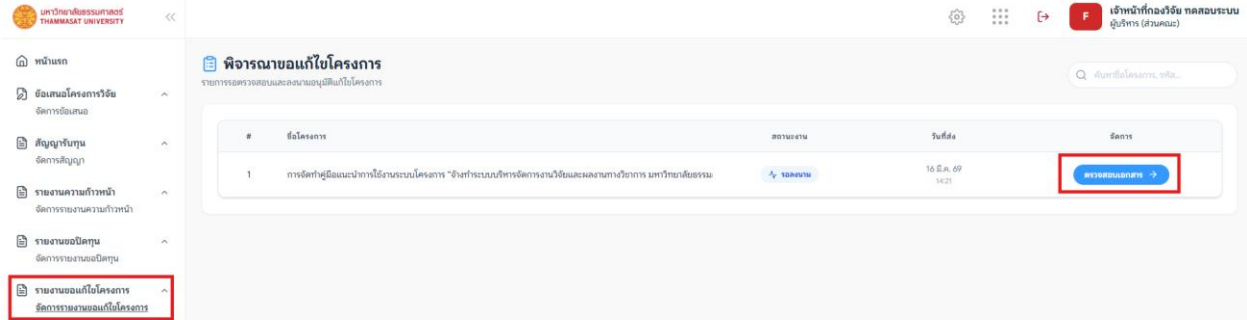 มหาวิทยาลัยธรรมศาสตร์
THAMMASAT UNIVERSITY
F
เจ้าหน้าที่กองวิจัย ทดสอบระบบ
ผู้บริหาร (ส่วนคณะ)
หน้าแรก
ข้อเสนอโครงการวิจัย
จัดการข้อเสนอ
สัญญารับทุน
จัดการสัญญา
รายงานความก้าวหน้า
จัดการรายงานความก้าวหน้า
รายงานขอปิดทุน
จัดการรายงานขอปิดทุน
รายงานขอแก้ไขโครงการ
จัดการรายงานขอแก้ไขโครงการ
พิจารณาขอแก้ไขโครงการ
รายการรอตรวจสอบและลงนามอนุมัติแก้ไขโครงการ
ค้นหาชื่อโครงการ, รหัส...
# ชื่อโครงการ สถานะงาน วันที่ส่ง จัดการ
1 การจัดทำคู่มือแนะนำการใช้งานระบบโครงการ "จ้างทำระบบบริหารจัดการงานวิจัยและผลงานทางวิชาการ มหาวิทยาลัยธรรม รอลงนาม 16 มี.ค. 69 ตรวจสอบเอกสาร →
14:21